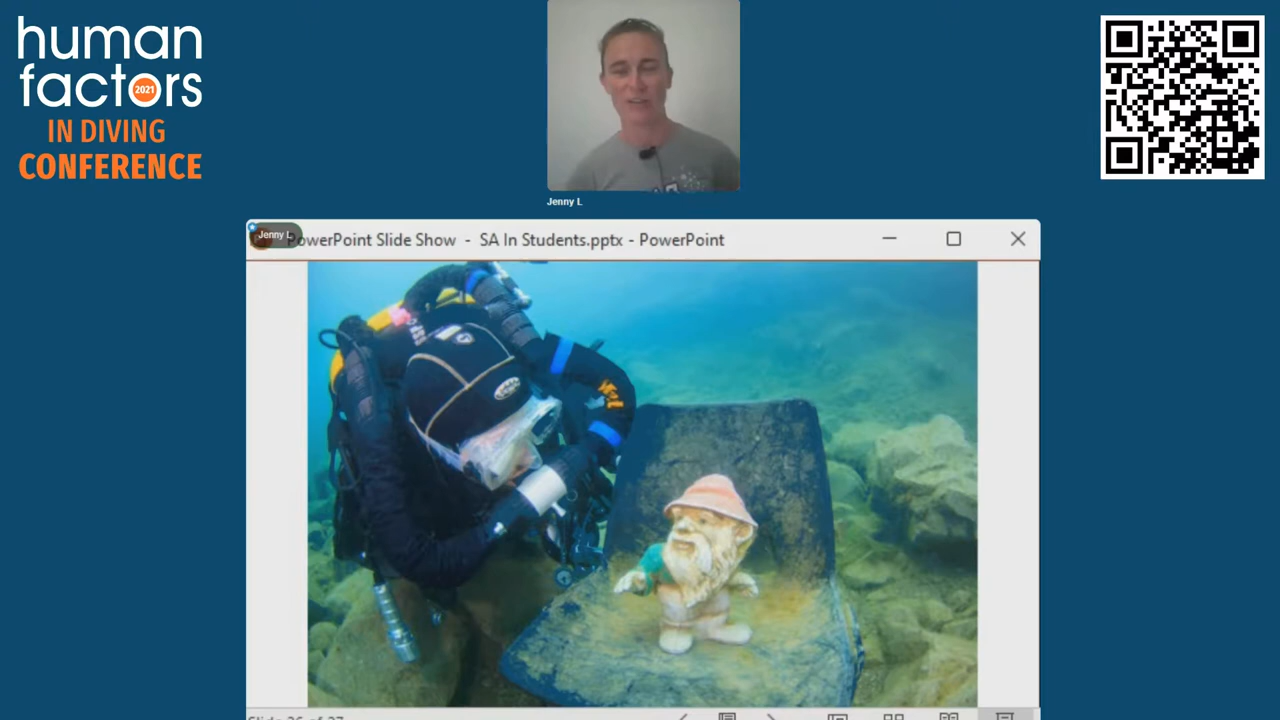 human
factors
2021
IN DIVING
CONFERENCE
Jenny L
Jenny L
PowerPoint Slide Show - SA In Students.pptx - PowerPoint